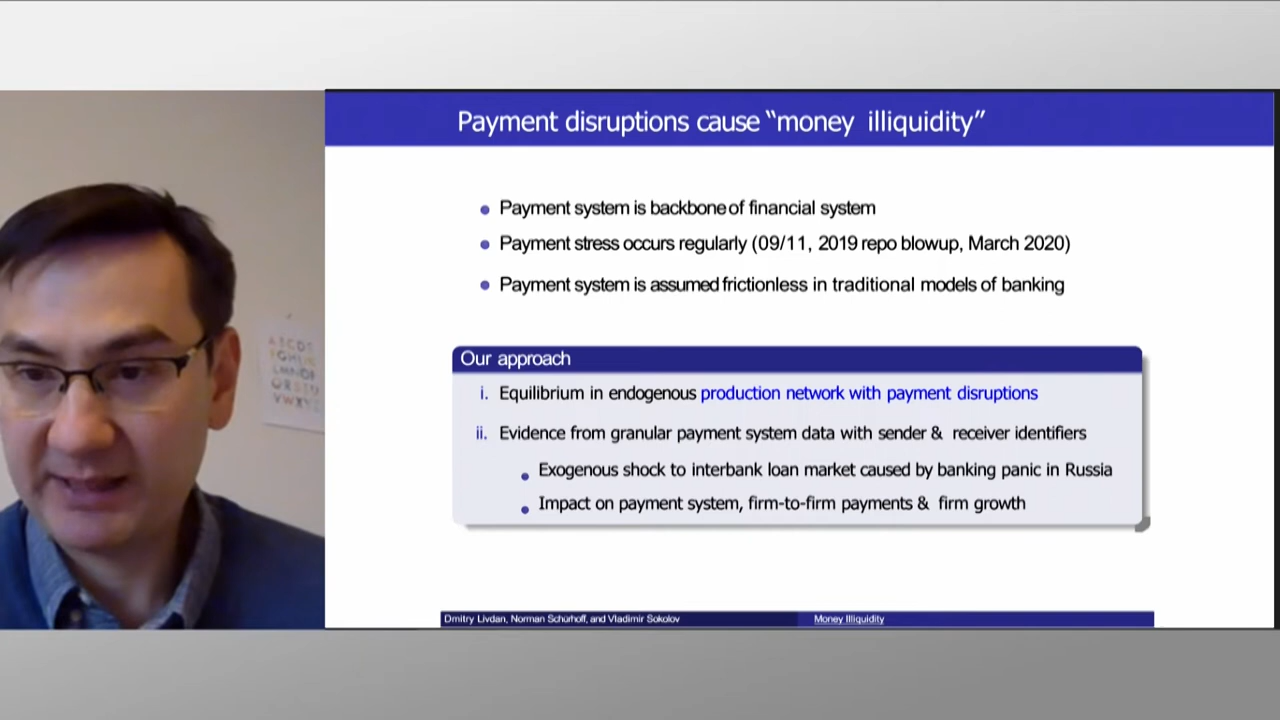 Payment disruptions cause “money illiquidity”
Payment system is backbone of financial system
Payment stress occurs regularly (09/11, 2019 repo blowup, March 2020)
Payment system is assumed frictionless in traditional models of banking
Our approach
i. Equilibrium in endogenous production network with payment disruptions
ii. Evidence from granular payment system data with sender & receiver identifiers
Exogenous shock to interbank loan market caused by banking panic in Russia
Impact on payment system, firm-to-firm payments & firm growth
Dmitry Livdan, Norman Schürhoff, and Vladimir Sokolov
Money Illiquidity